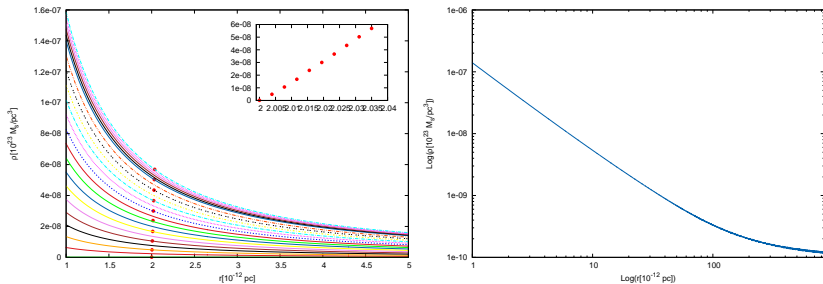 1.6e-07
1.4e-07
1.2e-07
1e-07
8e-08
6e-08
4e-08
2e-08
0
ρ[10^23 M_s/pc^3]
1
1.5
2
2.5
3
3.5
4
4.5
5
r[10^-12 pc]
6e-08
5e-08
4e-08
3e-08
2e-08
1e-08
0
2
2.005
2.01
2.015
2.02
2.025
2.03
2.035
2.04
1e-06
1e-07
1e-08
1e-09
1e-10
Log(ρ[10^23 M_s/pc^3])
1
10
100
Log(r[10^-12 pc])